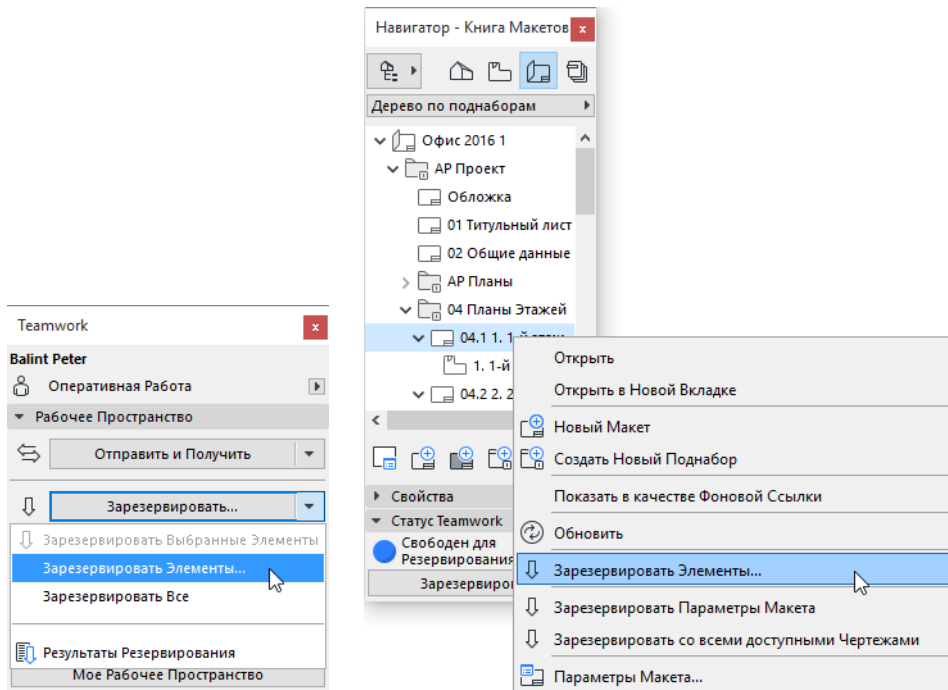 Навигатор - Книга Макетов
Дерево по поднаборам
Офис 2016 1
АР Проект
Обложка
01 Титульный лист
02 Общие данные
АР Планы
04 Планы Этажей
04.1 1. 1-й
1. 1-й
04.2 2. 2
Свойства
Статус Teamwork
Свободен для
Резервирования
Зарезервиро
Teamwork
Balint Peter
Оперативная Работа
Рабочее Пространство
Отправить и Получить
Зарезервировать...
Зарезервировать Выбранные Элементы
Зарезервировать Элементы...
Зарезервировать Все
Результаты Резервирования
Мое Рабочее Пространство
Открыть
Открыть в Новой Вкладке
Новый Макет
Создать Новый Поднабор
Показать в качестве Фоновой Ссылки
Обновить
Зарезервировать Элементы...
Зарезервировать Параметры Макета
Зарезервировать со всеми доступными Чертежами
Параметры Макета...